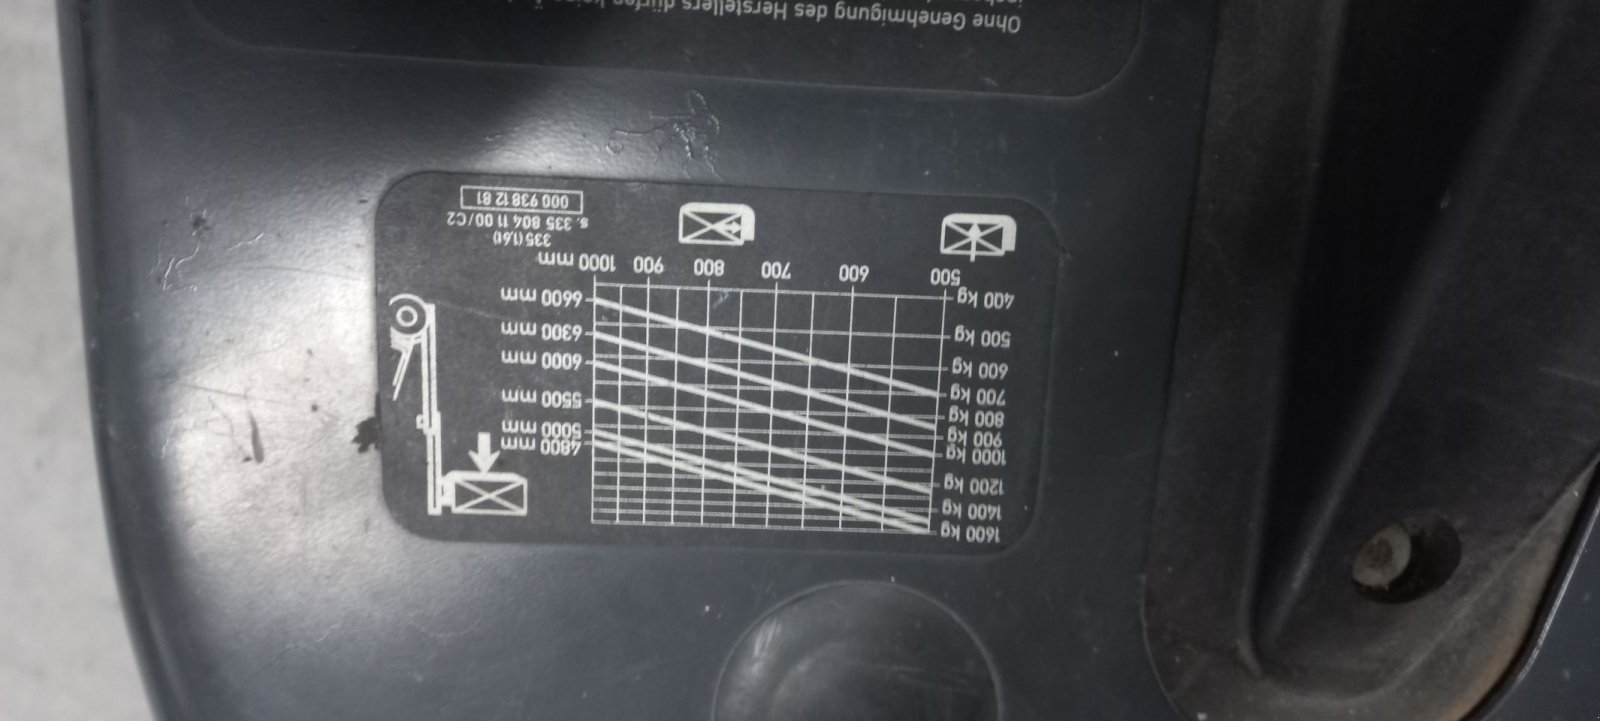 Ohne Genehmigung des Herstellers dürfen keine
1600 kg
1400 kg
1200 kg
1000 kg
900 kg
800 kg
700 kg
600 kg
500 kg
400 kg
4800 mm
5000 mm
5500 mm
6000 mm
6300 mm
6600 mm
500 600 700 800 900 1000 mm
335 (1,6t)
s. 335 804 11 00/C2
000 938 12 81